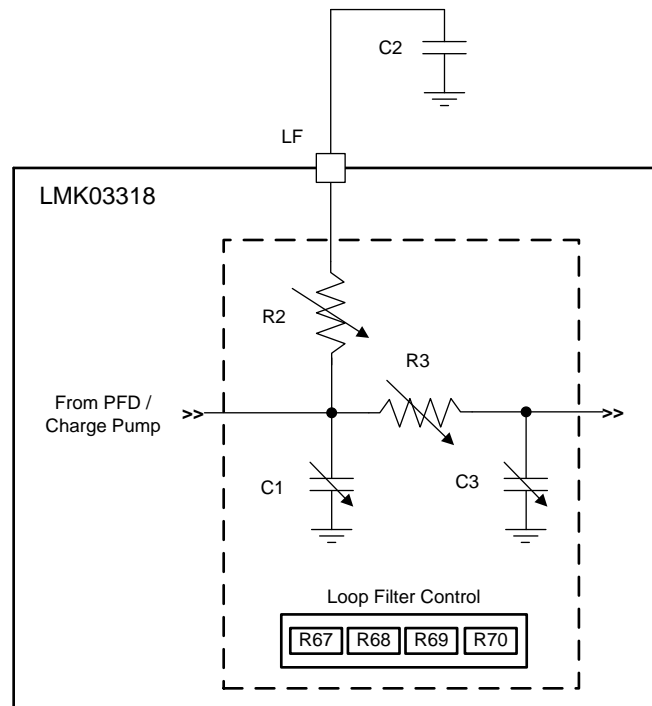 C2
LF
LMK03318
R2
R3
From PFD /
Charge Pump
>>
>>
C1
C3
Loop Filter Control
R67 R68 R69 R70